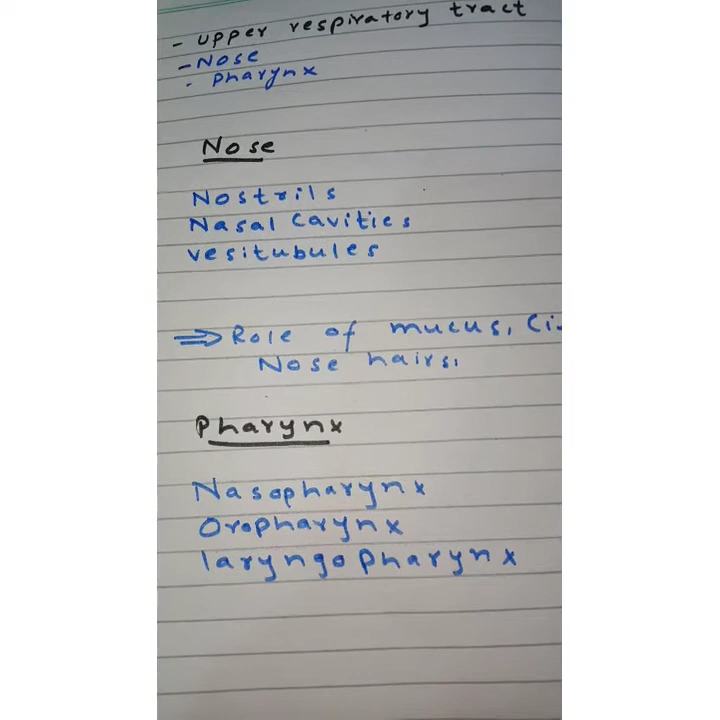 - Upper respiratory tract
- Nose
- Pharynx
Nose
Nostrils
Nasal Cavities
vesitubules
⇒ Role of mucus, Ci
Nose hairs.
Pharynx
Nasopharynx
Oropharynx
laryngopharynx